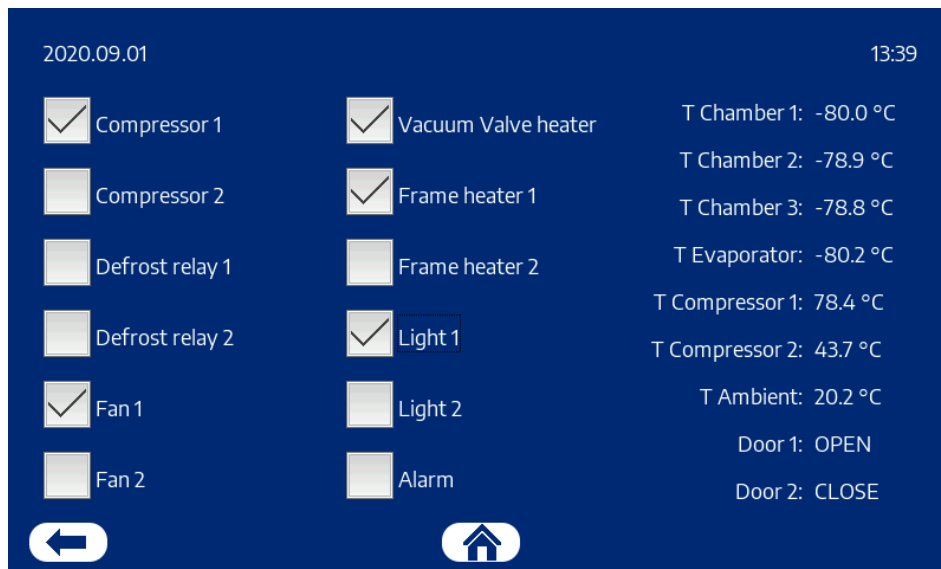 2020.09.01
13:39
Compressor 1
Compressor 2
Defrost relay 1
Defrost relay 2
Fan 1
Fan 2
Vacuum Valve heater
Frame heater 1
Frame heater 2
Light 1
Light 2
Alarm
T Chamber 1: -80.0 °C
T Chamber 2: -78.9 °C
T Chamber 3: -78.8 °C
T Evaporator: -80.2 °C
T Compressor 1: 78.4 °C
T Compressor 2: 43.7 °C
T Ambient: 20.2 °C
Door 1: OPEN
Door 2: CLOSE